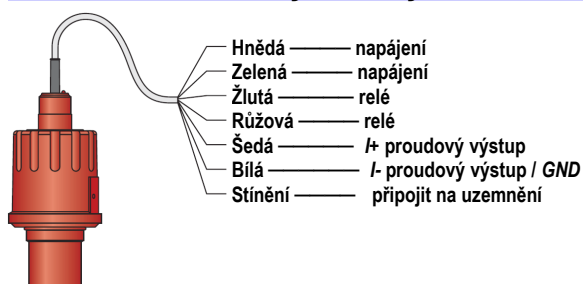 Hnědá ——— napájení
Zelená ——— napájení
Žlutá ——— relé
Růžová ——— relé
Šedá ——— I+ proudový výstup
Bílá ——— I- proudový výstup / GND
Stínění ——— připojit na uzemnění